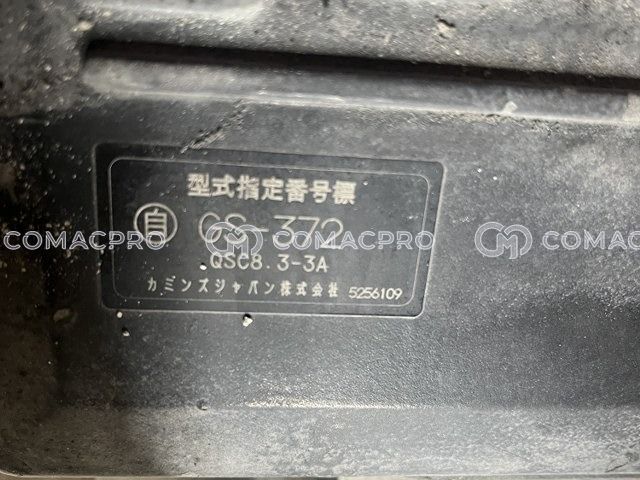 型式指定番号標
自 CS-372
QSC8.3-3A
カミンズジャパン株式会社 5256109
COMACPRO COMACPRO COMAC